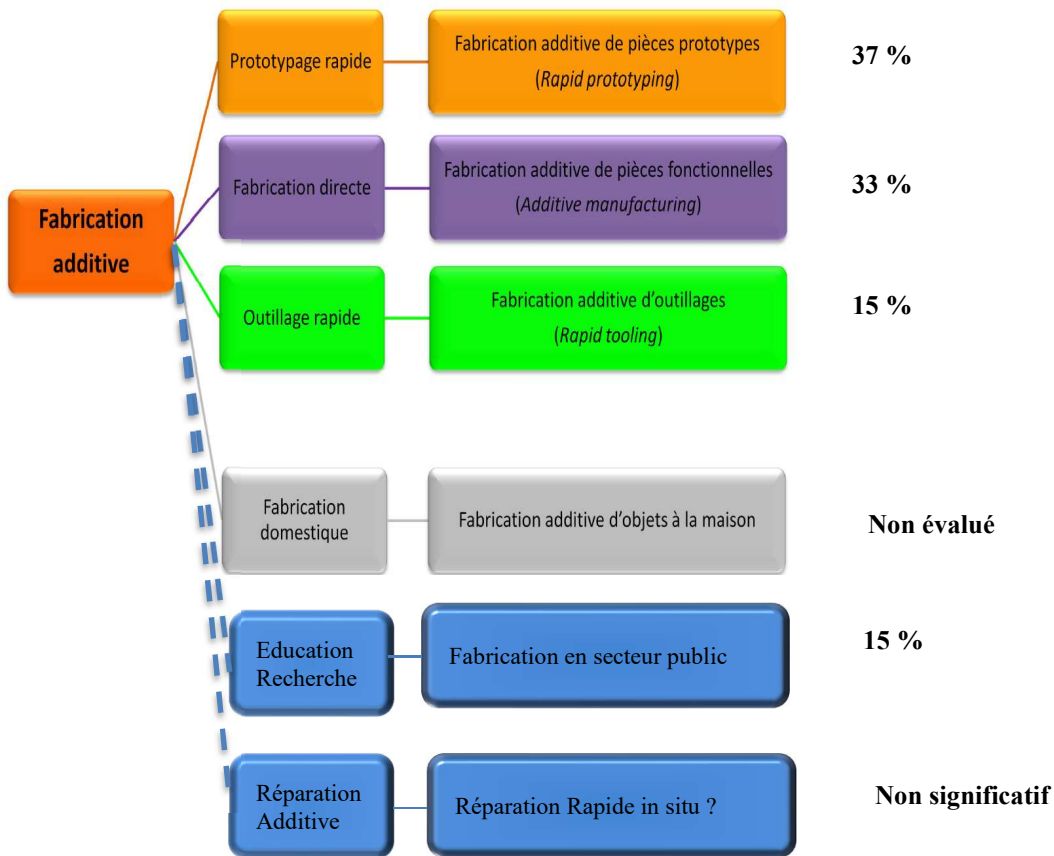 Fabrication
additive
Prototypage rapide
Fabrication additive de pièces prototypes
(Rapid prototyping)
37 %
Fabrication directe
Fabrication additive de pièces fonctionnelles
(Additive manufacturing)
33 %
Outillage rapide
Fabrication additive d'outillages
(Rapid tooling)
15 %
Fabrication
domestique
Fabrication additive d'objets à la maison
Non évalué
Education
Recherche
Fabrication en secteur public
15 %
Réparation
Additive
Réparation Rapide in situ ?
Non significatif